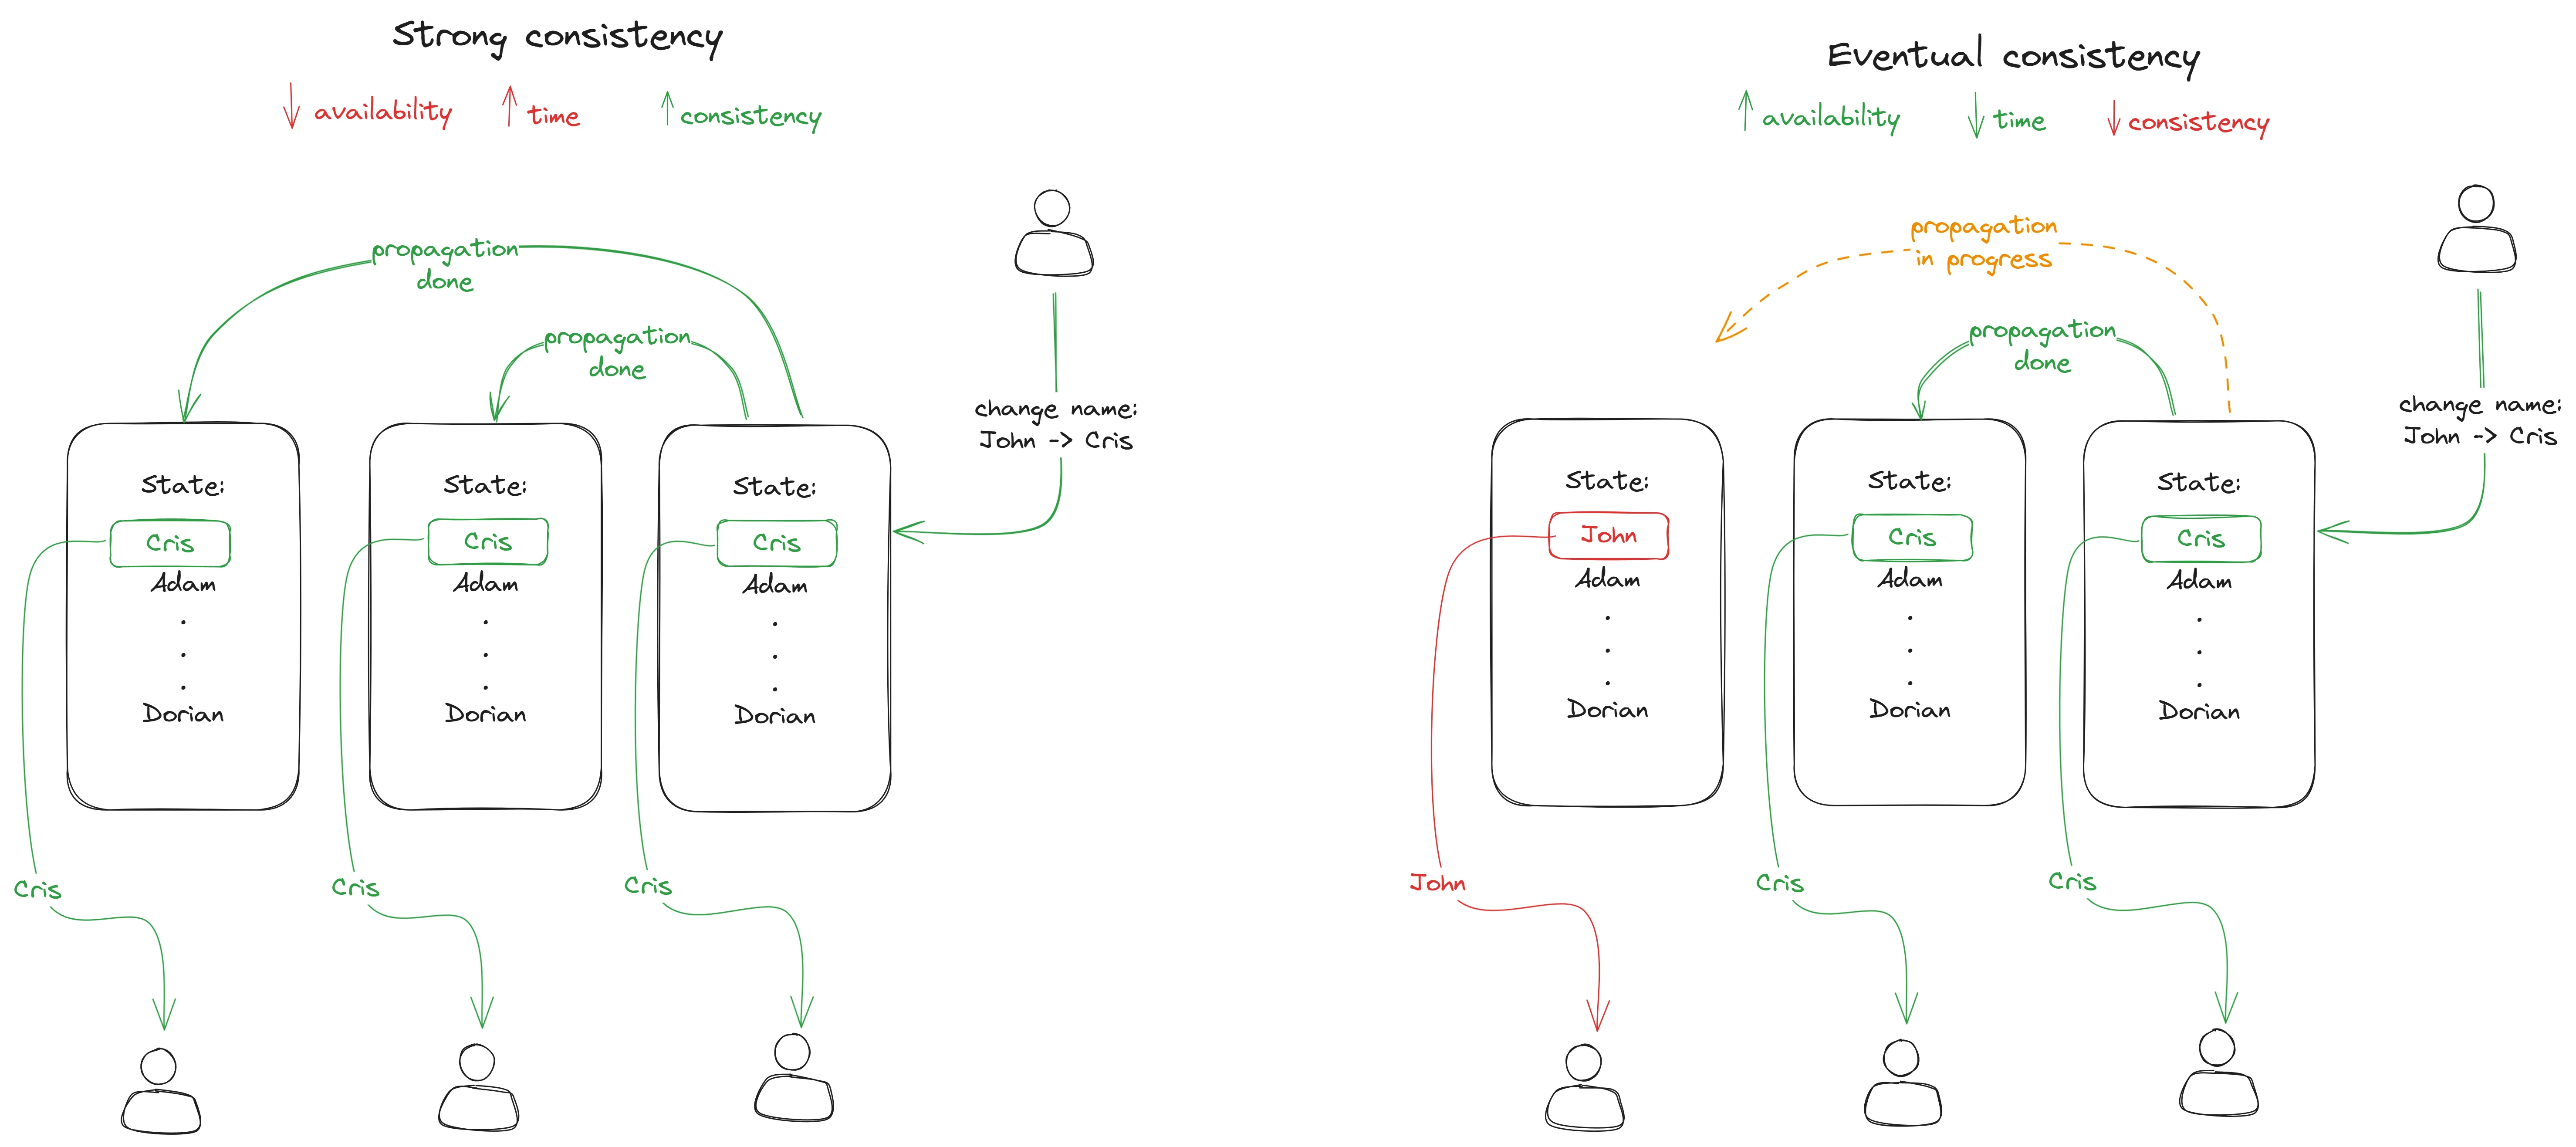 Strong consistency
↓ availability ↑ time ↑ consistency
propagation
done
propagation
done
change name:
John -> Cris
State:
Cris
Adam
.
.
.
Dorian
State:
Cris
Adam
.
.
.
Dorian
State:
Cris
Adam
.
.
.
Dorian
Cris
Cris
Cris
Eventual consistency
↑ availability ↓ time ↓ consistency
propagation
in progress
propagation
done
change name:
John -> Cris
State:
John
Adam
.
.
.
Dorian
State:
Cris
Adam
.
.
.
Dorian
State:
Cris
Adam
.
.
.
Dorian
John
Cris
Cris